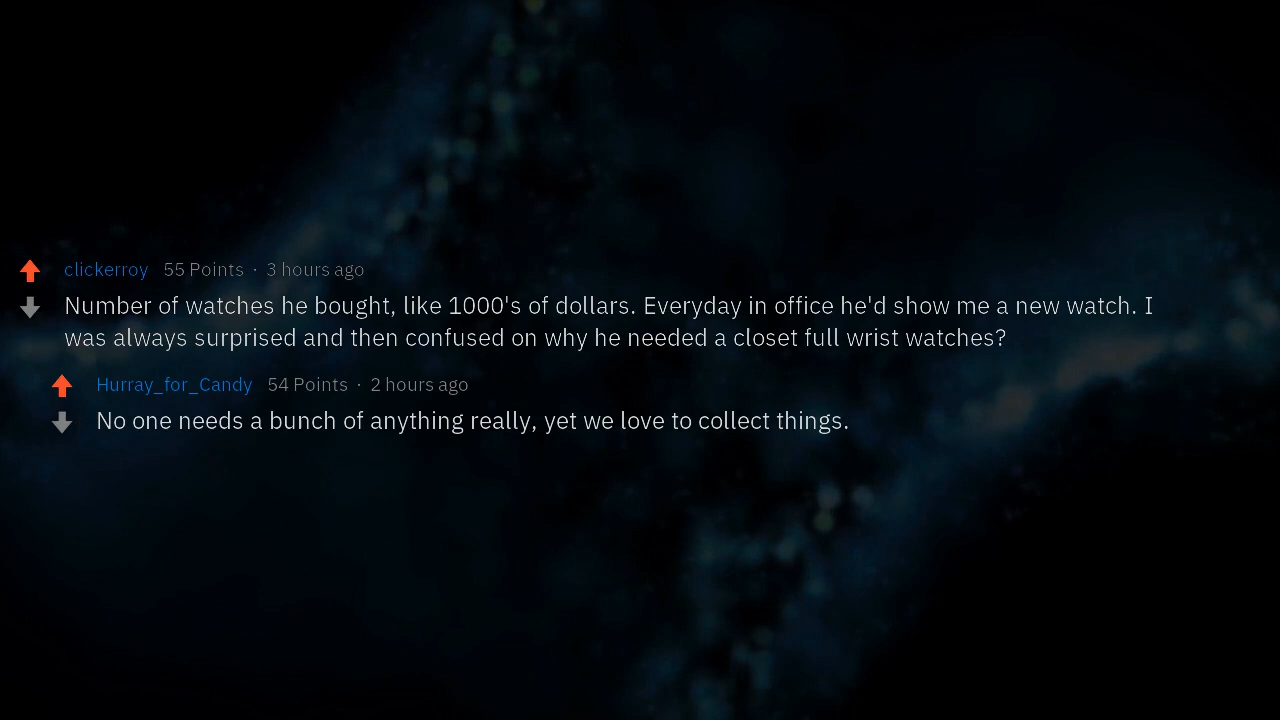 clickerroy 55 Points · 3 hours ago
Number of watches he bought, like 1000's of dollars. Everyday in office he'd show me a new watch. I
was always surprised and then confused on why he needed a closet full wrist watches?
Hurray_for_Candy 54 Points · 2 hours ago
No one needs a bunch of anything really, yet we love to collect things.